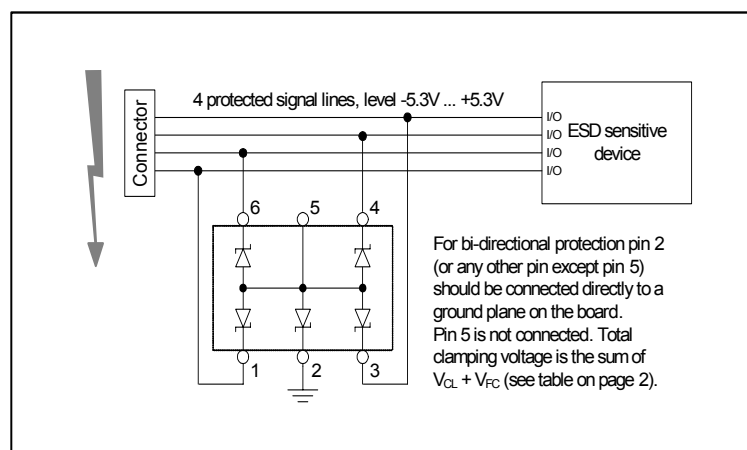 4 protected signal lines, level -5.3V ... +5.3V
Connector
I/O
I/O
I/O
I/O
ESD sensitive
device
6
5
4
1
2
3
For bi-directional protection pin 2
(or any other pin except pin 5)
should be connected directly to a
ground plane on the board.
Pin 5 is not connected. Total
clamping voltage is the sum of
VCL + VFC (see table on page 2).